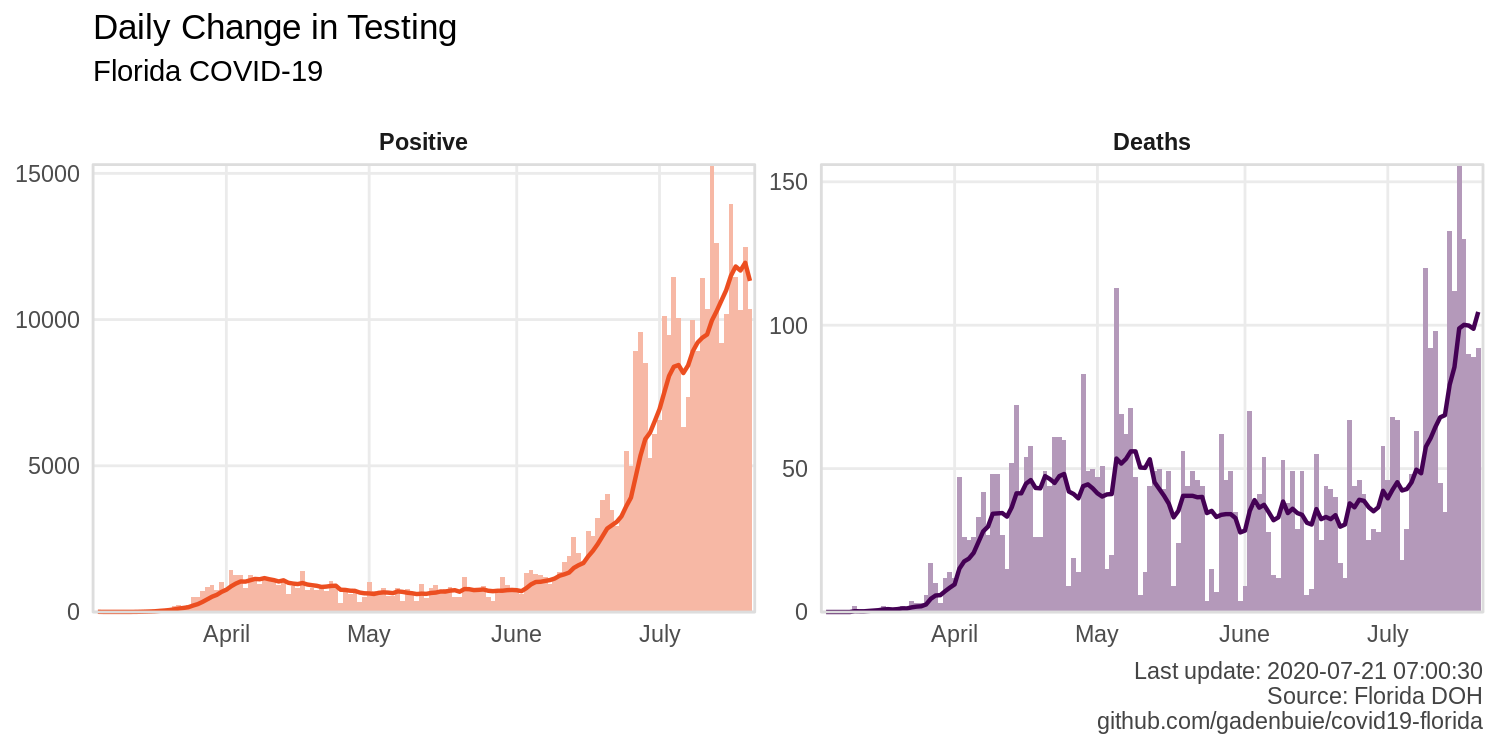 Daily Change in Testing
Florida COVID-19
Positive
15000
10000
5000
0
April May June July
Deaths
150
100
50
0
April May June July
Last update: 2020-07-21 07:00:30
Source: Florida DOH
github.com/gadenbuie/covid19-florida